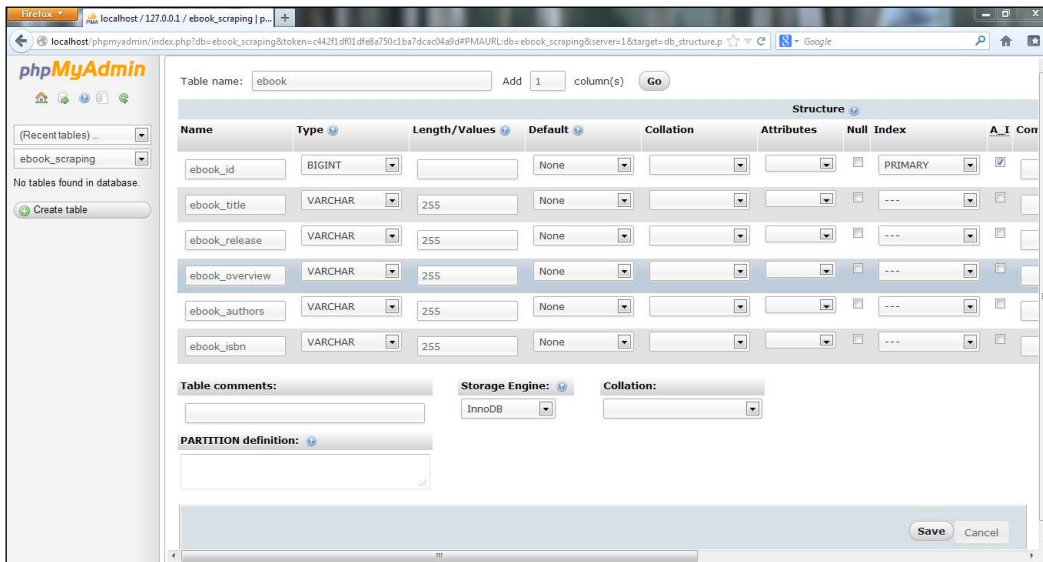 Firefox
PMA localhost / 127.0.0.1 / ebook_scraping | p...
localhost/phpmyadmin/index.php?db=ebook_scraping&token=c442f1df01dfe8a750c1ba7dcac04a9d#PMAURL:db=ebook_scraping&server=1&target=db_structure.p
Google
phpMyAdmin
(Recent tables) ...
ebook_scraping
No tables found in database.
Create table
Table name: ebook Add 1 column(s) Go
Structure
Name Type Length/Values Default Collation Attributes Null Index A_I Com
ebook_id BIGINT None PRIMARY
ebook_title VARCHAR 255 None ---
ebook_release VARCHAR 255 None ---
ebook_overview VARCHAR 255 None ---
ebook_authors VARCHAR 255 None ---
ebook_isbn VARCHAR 255 None ---
Table comments: Storage Engine: Collation:
InnoDB
PARTITION definition:
Save Cancel